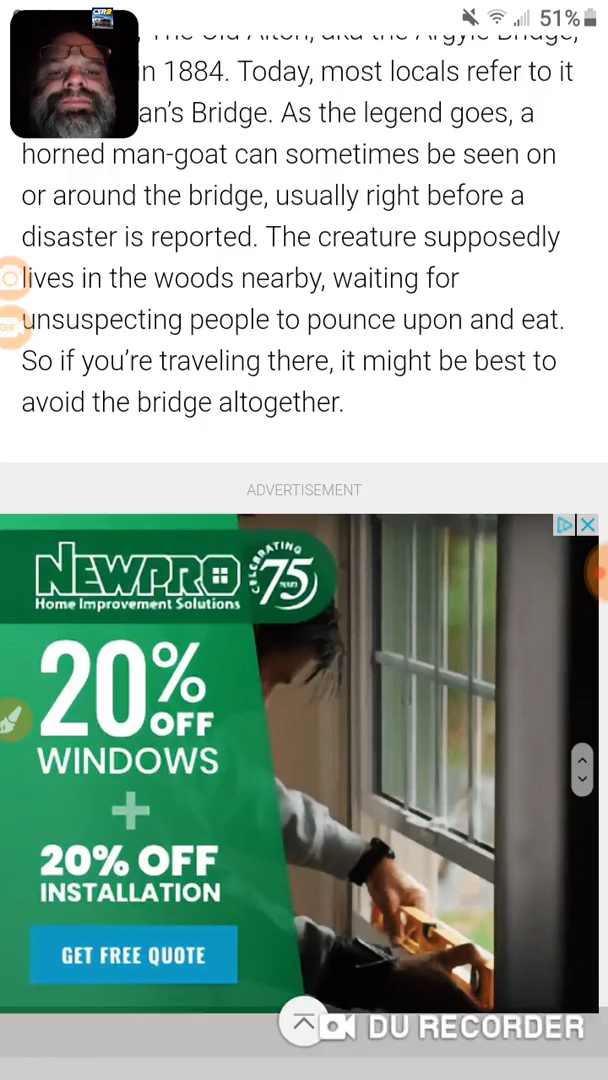 51%
CSR2
The Old Alton, aka the Argyle Bridge,
in 1884. Today, most locals refer to it
an's Bridge. As the legend goes, a
horned man-goat can sometimes be seen on
or around the bridge, usually right before a
disaster is reported. The creature supposedly
lives in the woods nearby, waiting for
unsuspecting people to pounce upon and eat.
So if you're traveling there, it might be best to
avoid the bridge altogether.
GIF
ADVERTISEMENT
NEWPRO
Home Improvement Solutions
CELEBRATING
75
YEARS
20%
OFF
WINDOWS
+
20% OFF
INSTALLATION
GET FREE QUOTE
DU RECORDER